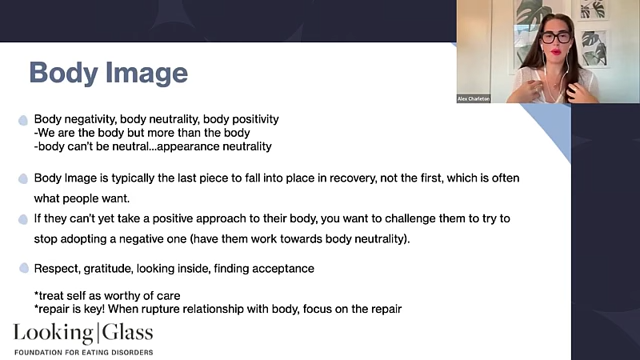 Body Image
Body negativity, body neutrality, body positivity
-We are the body but more than the body
-body can't be neutral...appearance neutrality
Body Image is typically the last piece to fall into place in recovery, not the first, which is often
what people want.
If they can't yet take a positive approach to their body, you want to challenge them to try to
stop adopting a negative one (have them work towards body neutrality).
Respect, gratitude, looking inside, finding acceptance
*treat self as worthy of care
*repair is key! When rupture relationship with body, focus on the repair
Looking|Glass
FOUNDATION FOR EATING DISORDERS
Alex Charleton